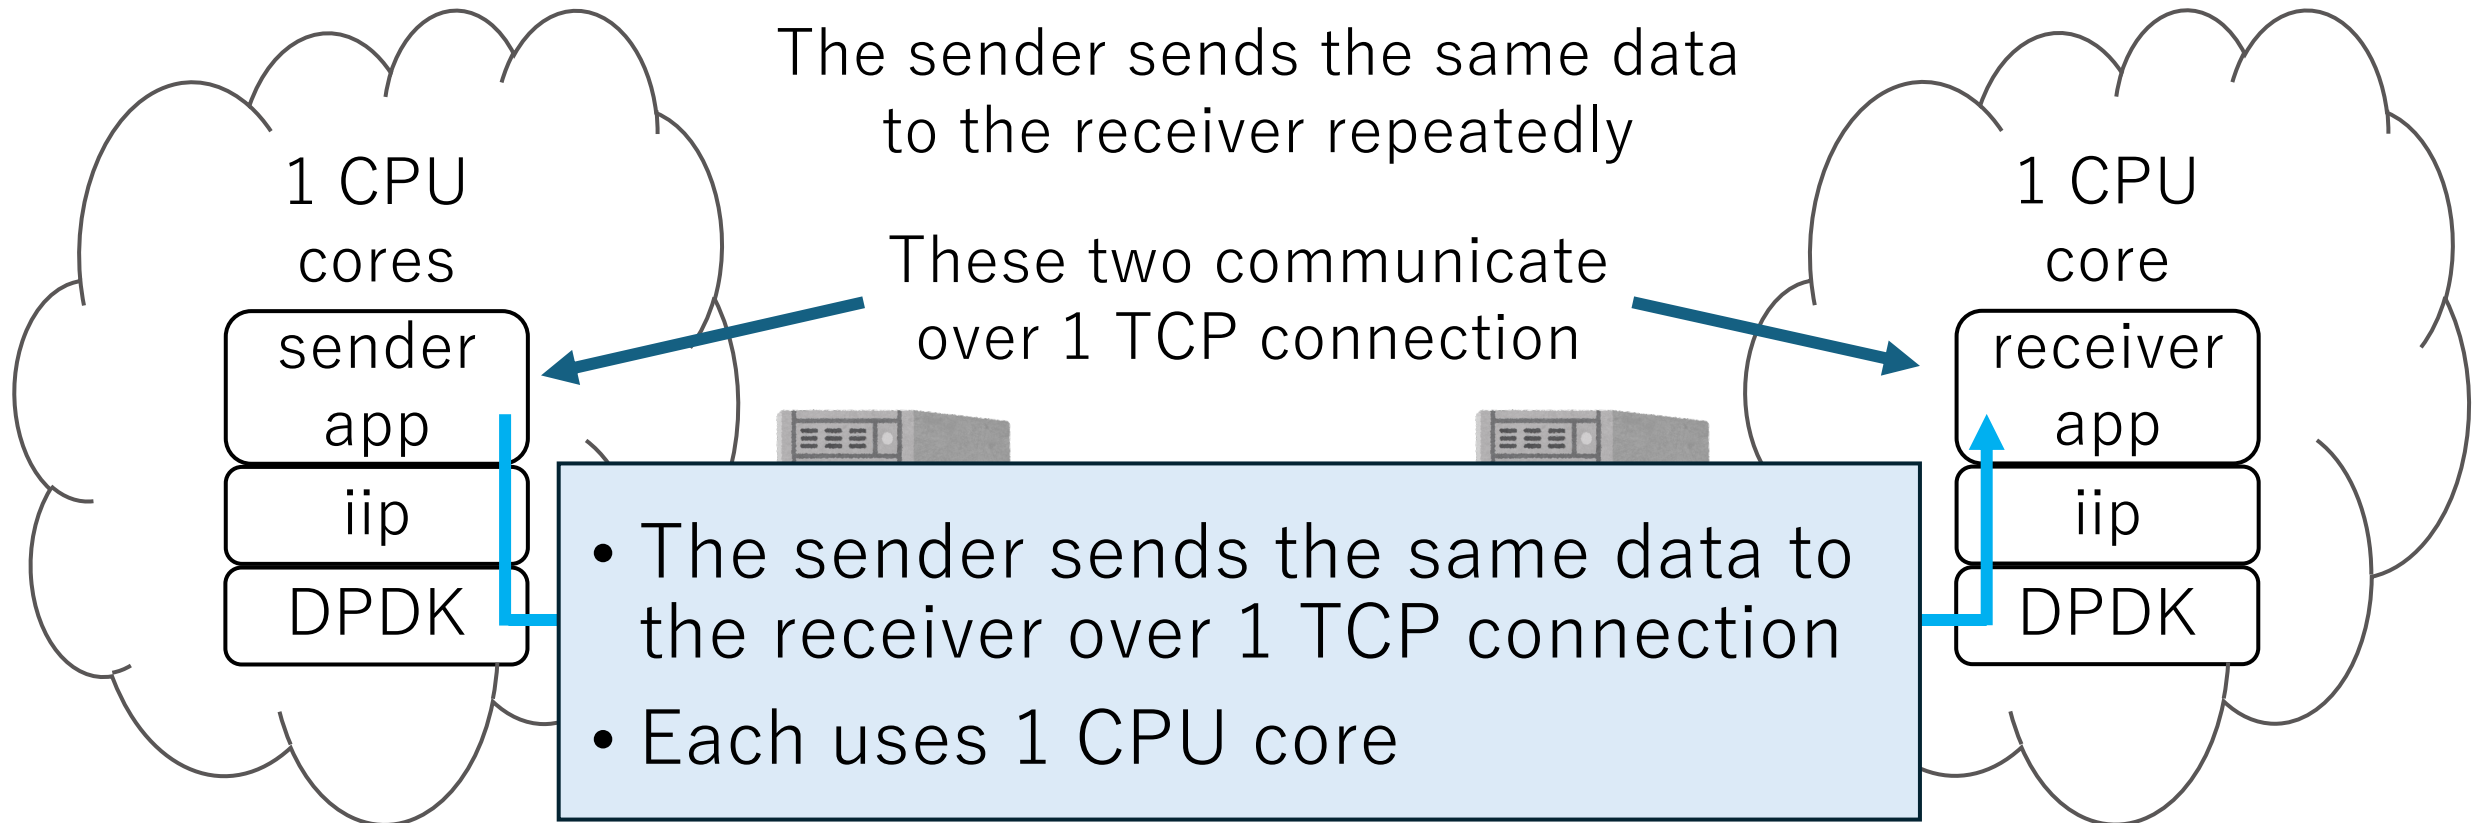 The sender sends the same data
to the receiver repeatedly
1 CPU
cores
sender
app
iip
DPDK
These two communicate
over 1 TCP connection
1 CPU
core
receiver
app
iip
DPDK
• The sender sends the same data to
the receiver over 1 TCP connection
• Each uses 1 CPU core